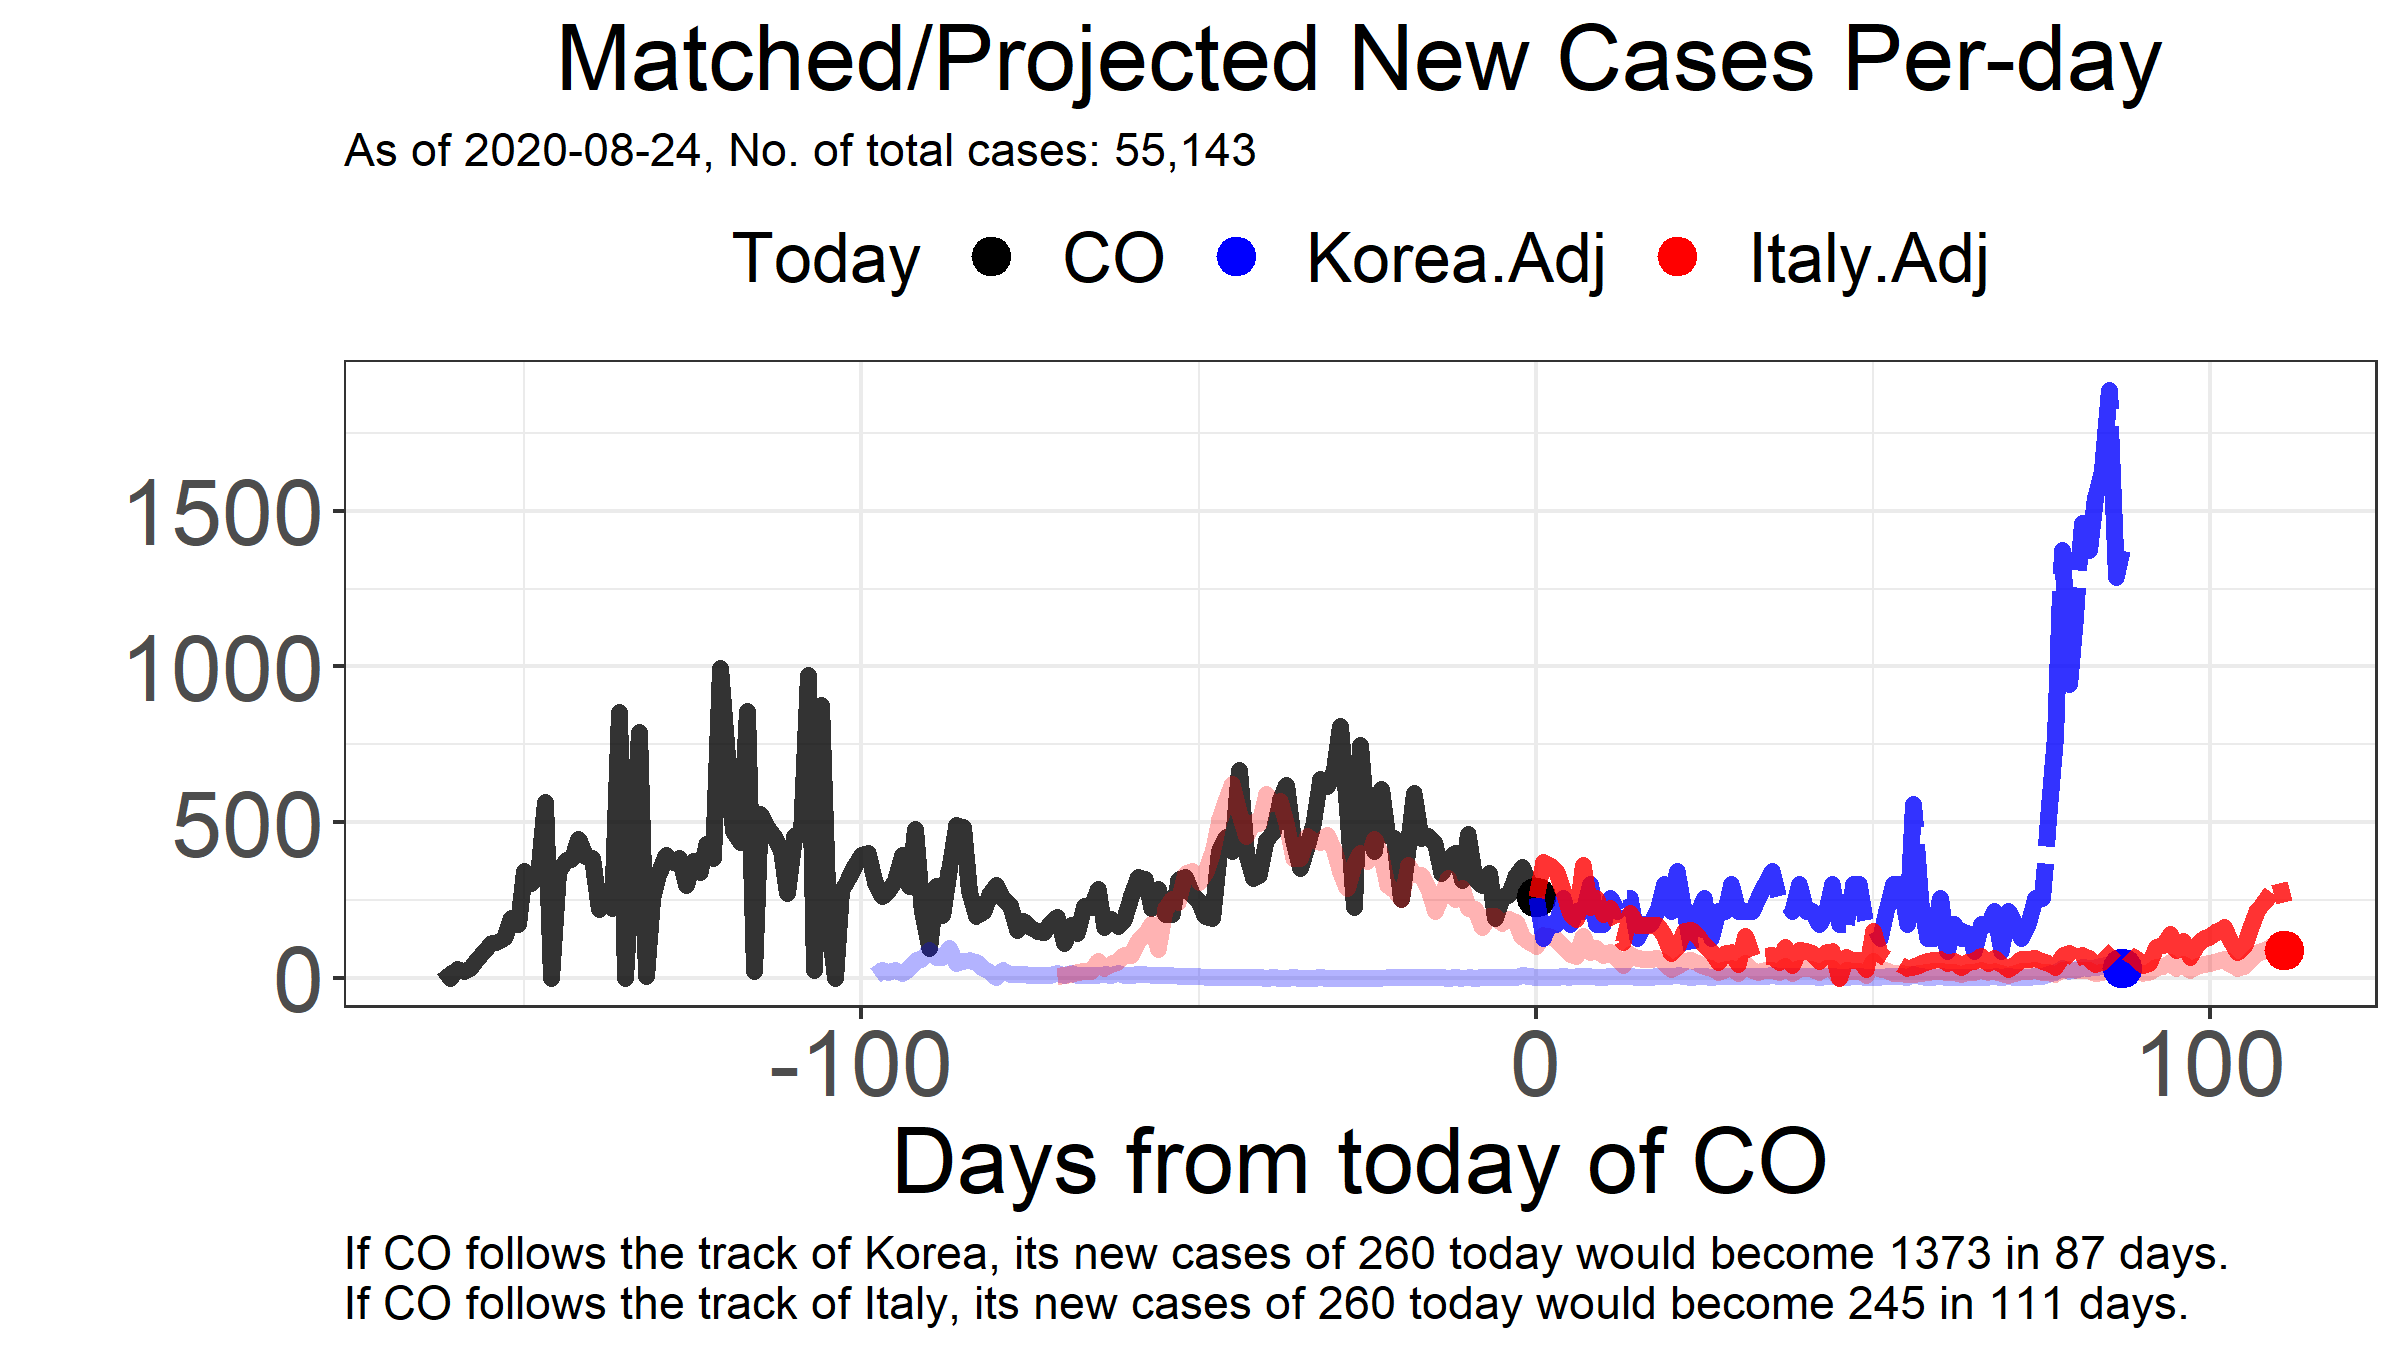 Matched/Projected New Cases Per-day
As of 2020-08-24, No. of total cases: 55,143
Today CO Korea.Adj Italy.Adj
1500
1000
500
0
-100 0 100
Days from today of CO
If CO follows the track of Korea, its new cases of 260 today would become 1373 in 87 days.
If CO follows the track of Italy, its new cases of 260 today would become 245 in 111 days.